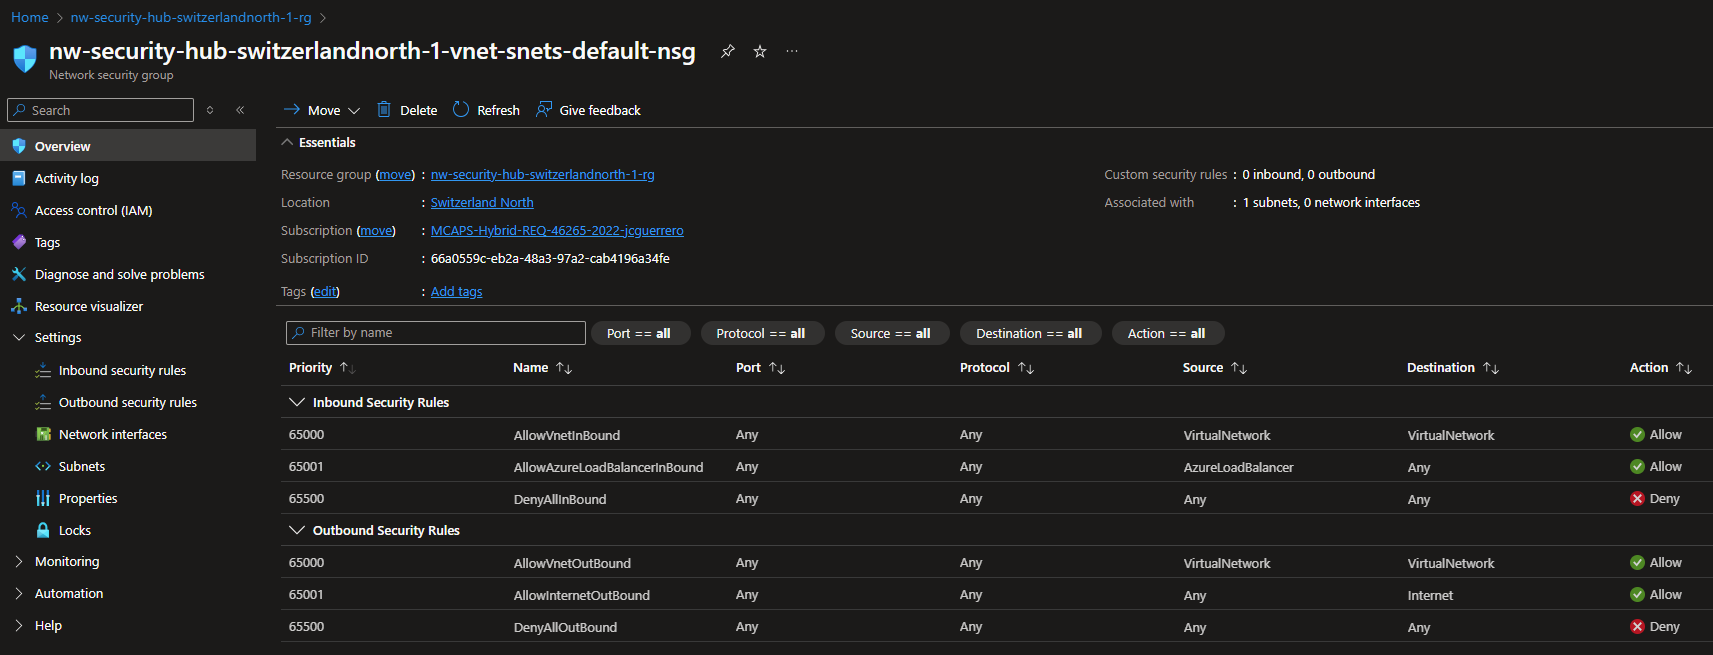 Home > nw-security-hub-switzerlandnorth-1-rg >
nw-security-hub-switzerlandnorth-1-vnet-snets-default-nsg
Network security group
Search
Move Delete Refresh Give feedback
Overview
Activity log
Access control (IAM)
Tags
Diagnose and solve problems
Resource visualizer
Settings
Inbound security rules
Outbound security rules
Network interfaces
Subnets
Properties
Locks
Monitoring
Automation
Help
Essentials
Resource group (move) : nw-security-hub-switzerlandnorth-1-rg
Location : Switzerland North
Subscription (move) : MCAPS-Hybrid-REQ-46265-2022-jcguerrero
Subscription ID : 66a0559c-eb2a-48a3-97a2-cab4196a34fe
Tags (edit) : Add tags
Custom security rules : 0 inbound, 0 outbound
Associated with : 1 subnets, 0 network interfaces
Filter by name Port == all Protocol == all Source == all Destination == all Action == all
Priority Name Port Protocol Source Destination Action
Inbound Security Rules
65000 AllowVnetInBound Any Any VirtualNetwork VirtualNetwork Allow
65001 AllowAzureLoadBalancerInBound Any Any AzureLoadBalancer Any Allow
65500 DenyAllInBound Any Any Any Any Deny
Outbound Security Rules
65000 AllowVnetOutBound Any Any VirtualNetwork VirtualNetwork Allow
65001 AllowInternetOutBound Any Any Any Internet Allow
65500 DenyAllOutBound Any Any Any Any Deny